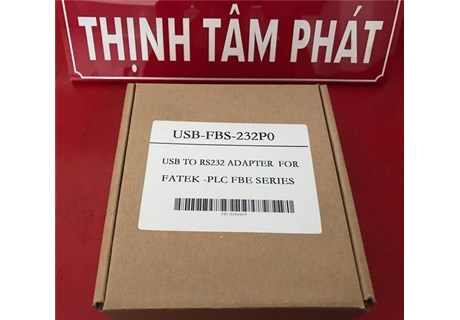 THỊNH TÂM PHÁT
USB-FBS-232P0
USB TO RS232 ADAPTER FOR
FATEK -PLC FBE SERIES